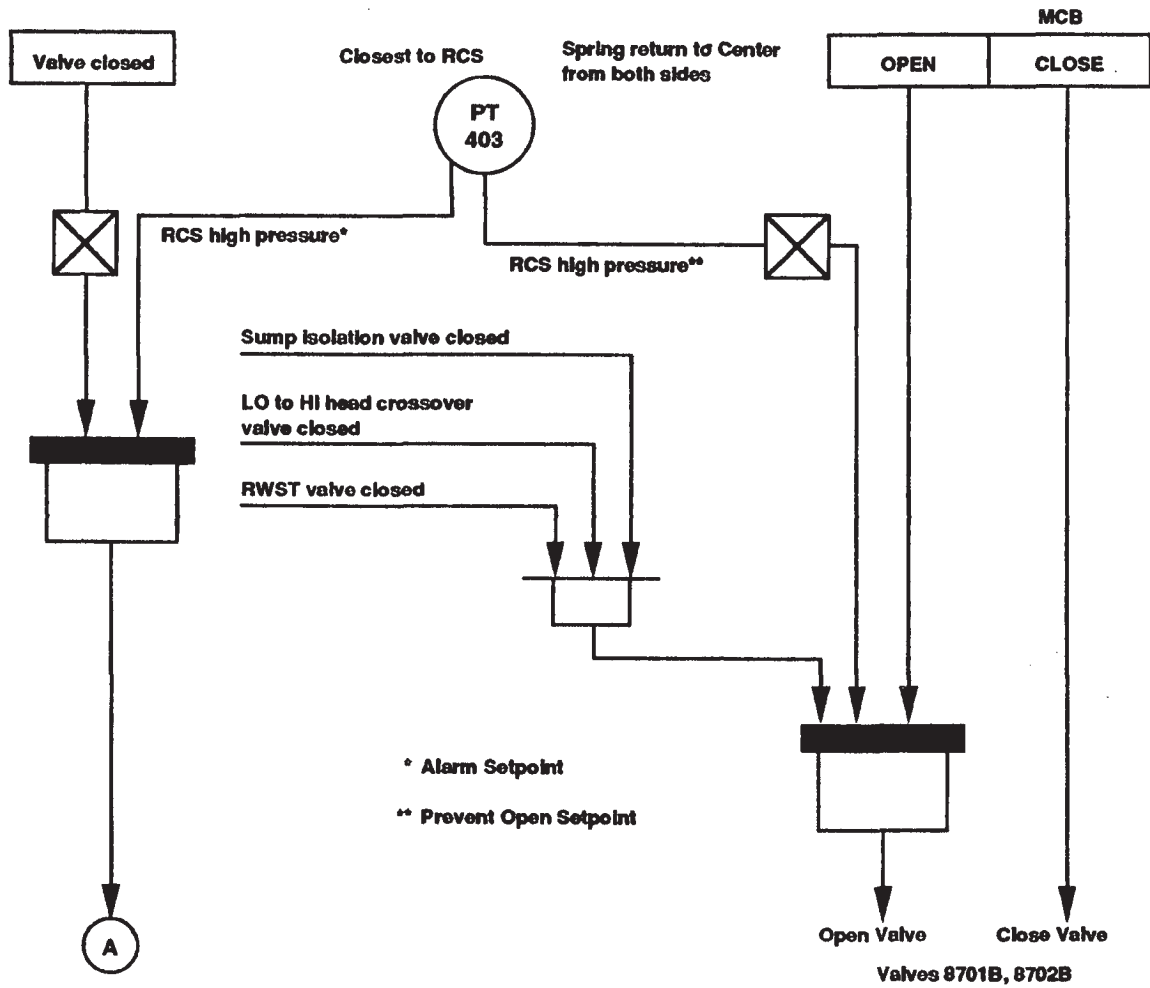 MCB
Valve closed
Closest to RCS
Spring return to Center
from both sides
OPEN
CLOSE
PT
403
RCS high pressure*
RCS high pressure**
Sump isolation valve closed
LO to HI head crossover
valve closed
RWST valve closed
* Alarm Setpoint
** Prevent Open Setpoint
A
Open Valve
Close Valve
Valves 8701B, 8702B